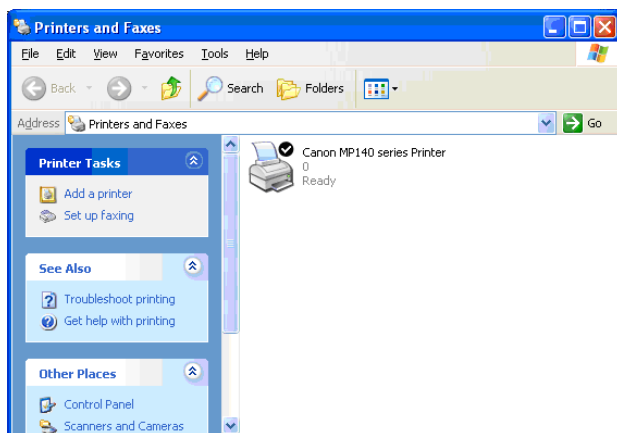 Printers and Faxes
File Edit View Favorites Tools Help
Back Search Folders
Address Printers and Faxes Go
Printer Tasks
Add a printer
Set up faxing
See Also
Troubleshoot printing
Get help with printing
Other Places
Control Panel
Scanners and Cameras
Canon MP140 series Printer
0
Ready